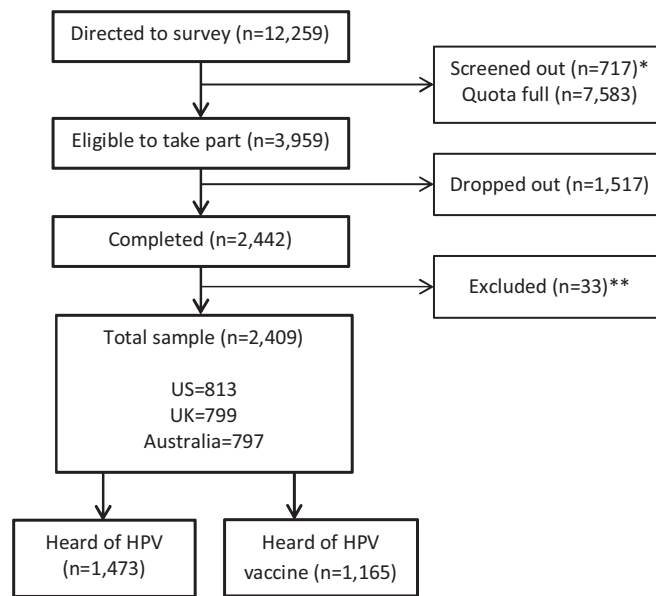 Directed to survey (n=12,259)
Screened out (n=717)*
Quota full (n=7,583)
Eligible to take part (n=3,959)
Dropped out (n=1,517)
Completed (n=2,442)
Excluded (n=33)**
Total sample (n=2,409)
US=813
UK=799
Australia=797
Heard of HPV
(n=1,473)
Heard of HPV
vaccine (n=1,165)